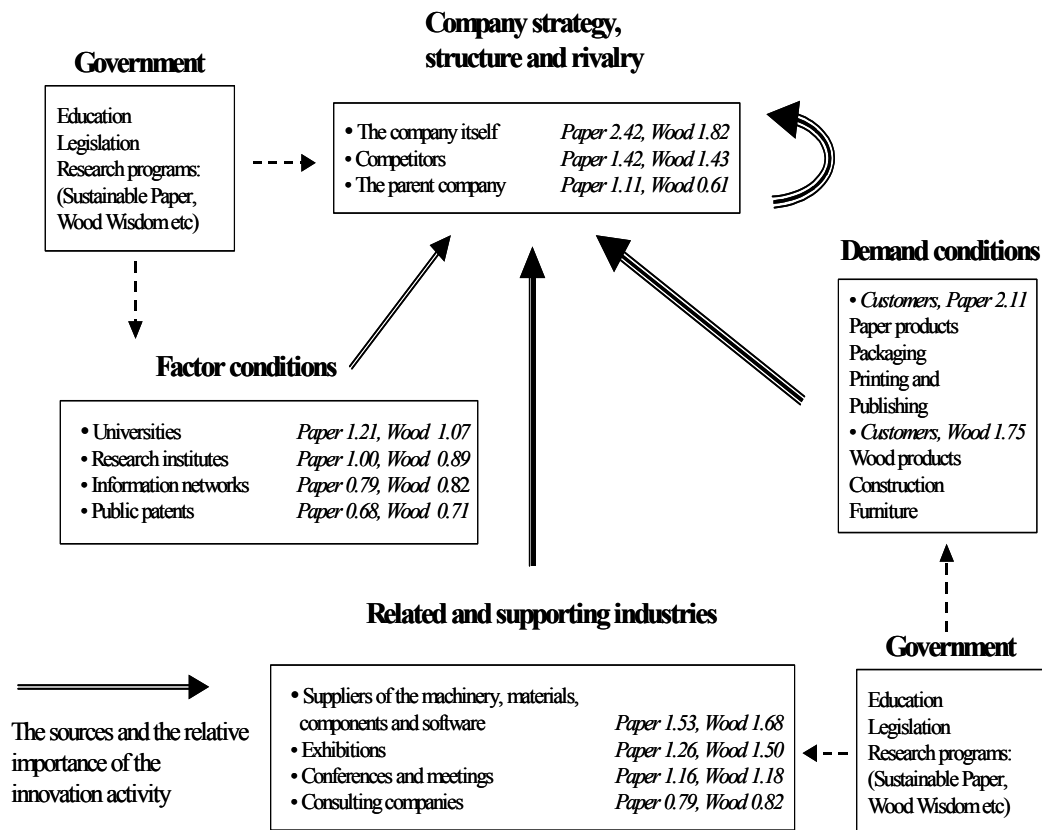 Company strategy,
structure and rivalry
Government
Education
Legislation
Research programs:
(Sustainable Paper,
Wood Wisdom etc)
• The company itself Paper 2.42, Wood 1.82
• Competitors Paper 1.42, Wood 1.43
• The parent company Paper 1.11, Wood 0.61
Demand conditions
• Customers, Paper 2.11
Paper products
Packaging
Printing and
Publishing
• Customers, Wood 1.75
Wood products
Construction
Furniture
Factor conditions
• Universities Paper 1.21, Wood 1.07
• Research institutes Paper 1.00, Wood 0.89
• Information networks Paper 0.79, Wood 0.82
• Public patents Paper 0.68, Wood 0.71
Related and supporting industries
• Suppliers of the machinery, materials,
components and software Paper 1.53, Wood 1.68
• Exhibitions Paper 1.26, Wood 1.50
• Conferences and meetings Paper 1.16, Wood 1.18
• Consulting companies Paper 0.79, Wood 0.82
Government
Education
Legislation
Research programs:
(Sustainable Paper,
Wood Wisdom etc)
The sources and the relative
importance of the
innovation activity